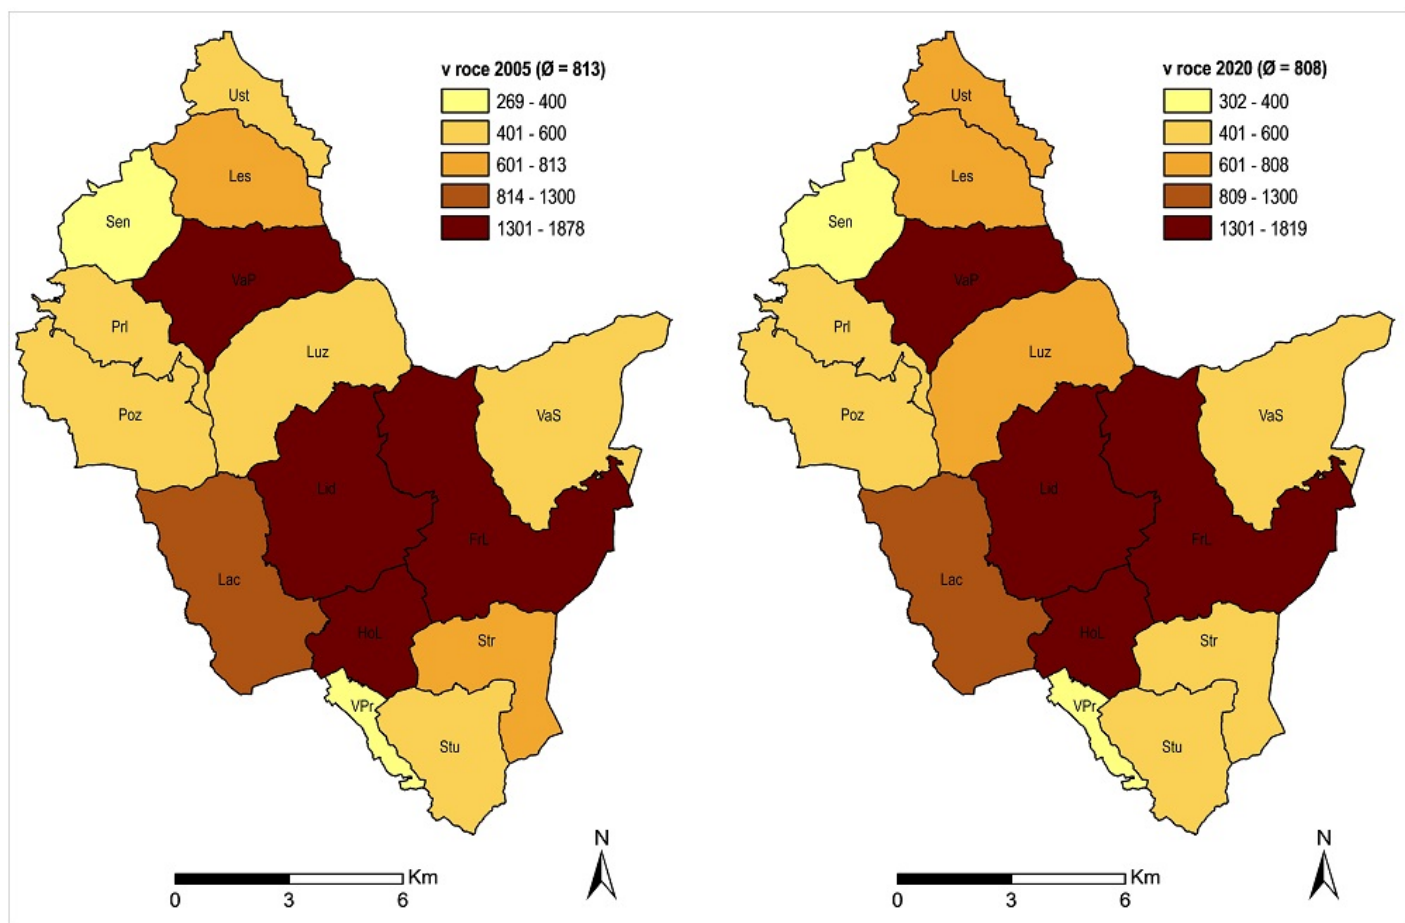 v roce 2005 (Ø = 813)
269 - 400
401 - 600
601 - 813
814 - 1300
1301 - 1878
Ust
Les
Sen
VaP
Prl
Luz
Poz
VaS
Lid
FrL
Lac
HoL
Str
VPr
Stu
N
Km
0 3 6
v roce 2020 (Ø = 808)
302 - 400
401 - 600
601 - 808
809 - 1300
1301 - 1819
Ust
Les
Sen
VaP
Prl
Luz
Poz
VaS
Lid
FrL
Lac
HoL
Str
VPr
Stu
N
Km
0 3 6